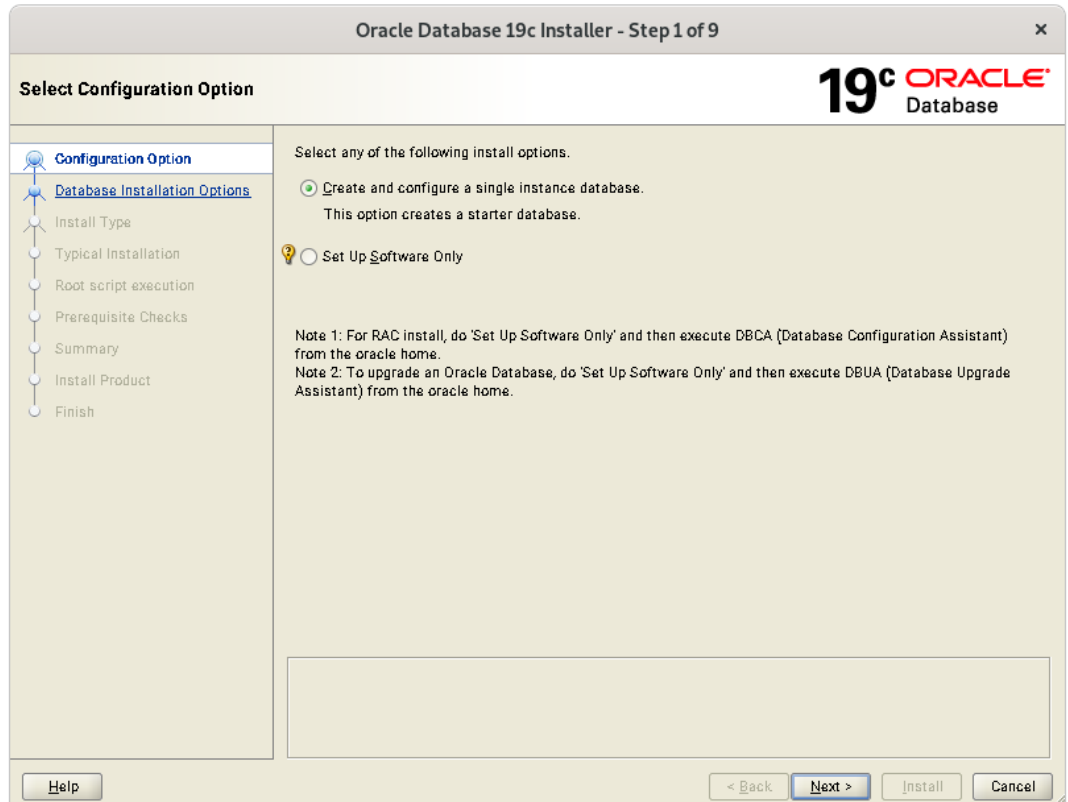 Oracle Database 19c Installer - Step 1 of 9
Select Configuration Option
19c ORACLE
Database
Configuration Option
Database Installation Options
Install Type
Typical Installation
Root script execution
Prerequisite Checks
Summary
Install Product
Finish
Select any of the following install options.
Create and configure a single instance database.
This option creates a starter database.
Set Up Software Only
Note 1: For RAC install, do 'Set Up Software Only' and then execute DBCA (Database Configuration Assistant)
from the oracle home.
Note 2: To upgrade an Oracle Database, do 'Set Up Software Only' and then execute DBUA (Database Upgrade
Assistant) from the oracle home.
Help
< Back
Next >
Install
Cancel